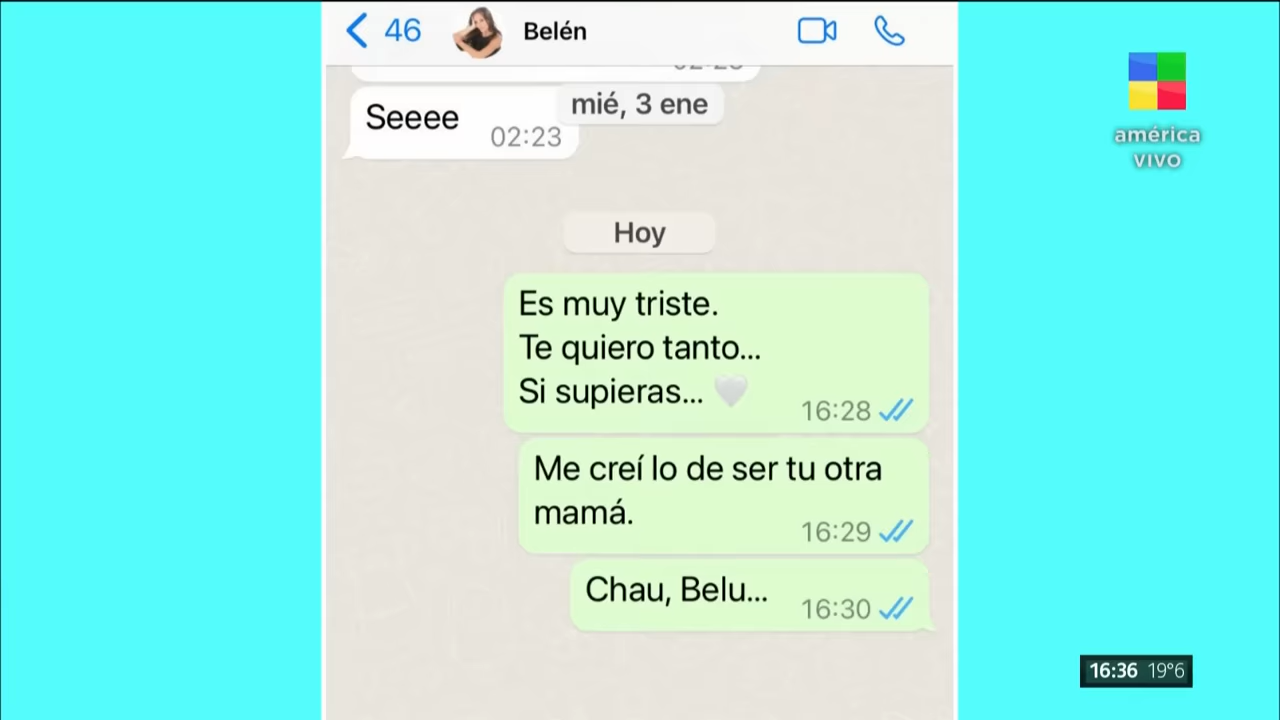 46
Belén
Seeee
02:23
mié, 3 ene
Hoy
Es muy triste.
Te quiero tanto...
Si supieras... 🤍
16:28
Me creí lo de ser tu otra
mamá.
16:29
Chau, Belu...
16:30
américa
VIVO
16:36 19°6